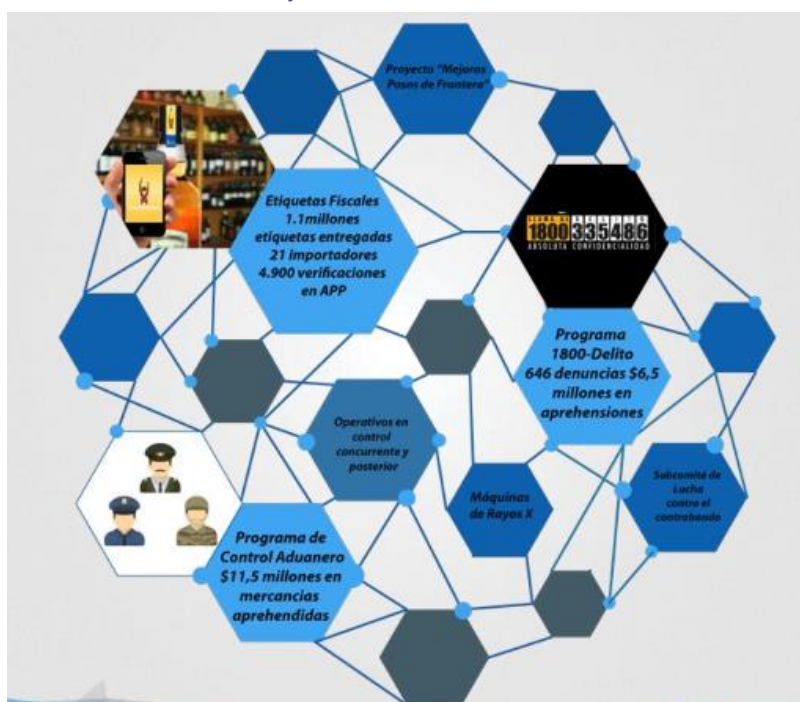 Proyecto "Mejoras
Pasos de Frontera"
Etiquetas Fiscales
1.1millones
etiquetas entregadas
21 importadores
4.900 verificaciones
en APP
1800 335486
ABSOLUTA CONFIDENCIALIDAD
Programa
1800-Delito
646 denuncias $6,5
millones en
aprehensiones
Operativos en
control
concurrente y
posterior
Máquinas
de Rayos X
Subcomité de
Lucha
contra el
contrabando
Programa de
Control Aduanero
$11,5 millones en
mercancias
aprehendidas